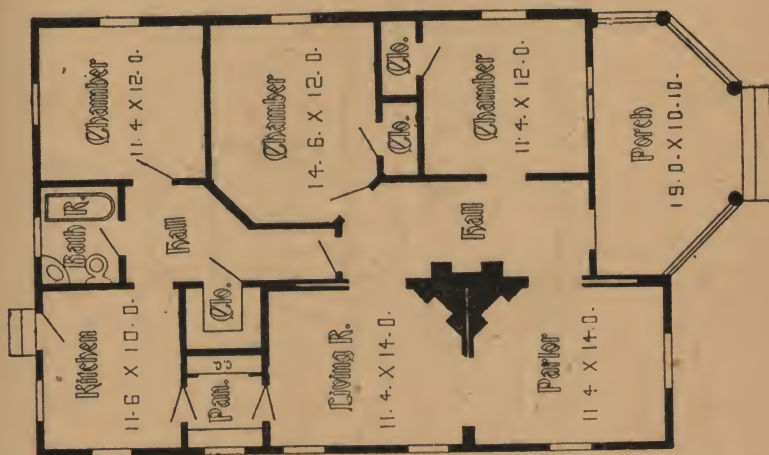 Kitchen
11·6 X 10·0·
Bath R.
Chamber
11·4 X 12·0·
Hall
Pan.
Clo.
Chamber
14·6· X 12·0·
Living R.
11·4· X 14·0·
Clo.
Clo.
Hall
Chamber
11·4 X 12·0·
Parlor
11 4 X 14·0·
Porch
19·0·X 10·10·